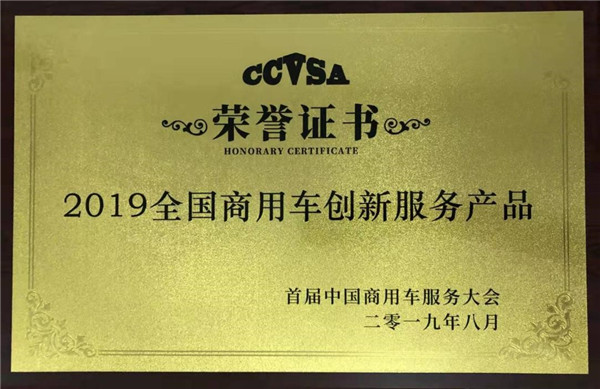 CCVSA
荣誉证书
HONORARY CERTIFICATE
2019全国商用车创新服务产品
首届中国商用车服务大会
二零一九年八月